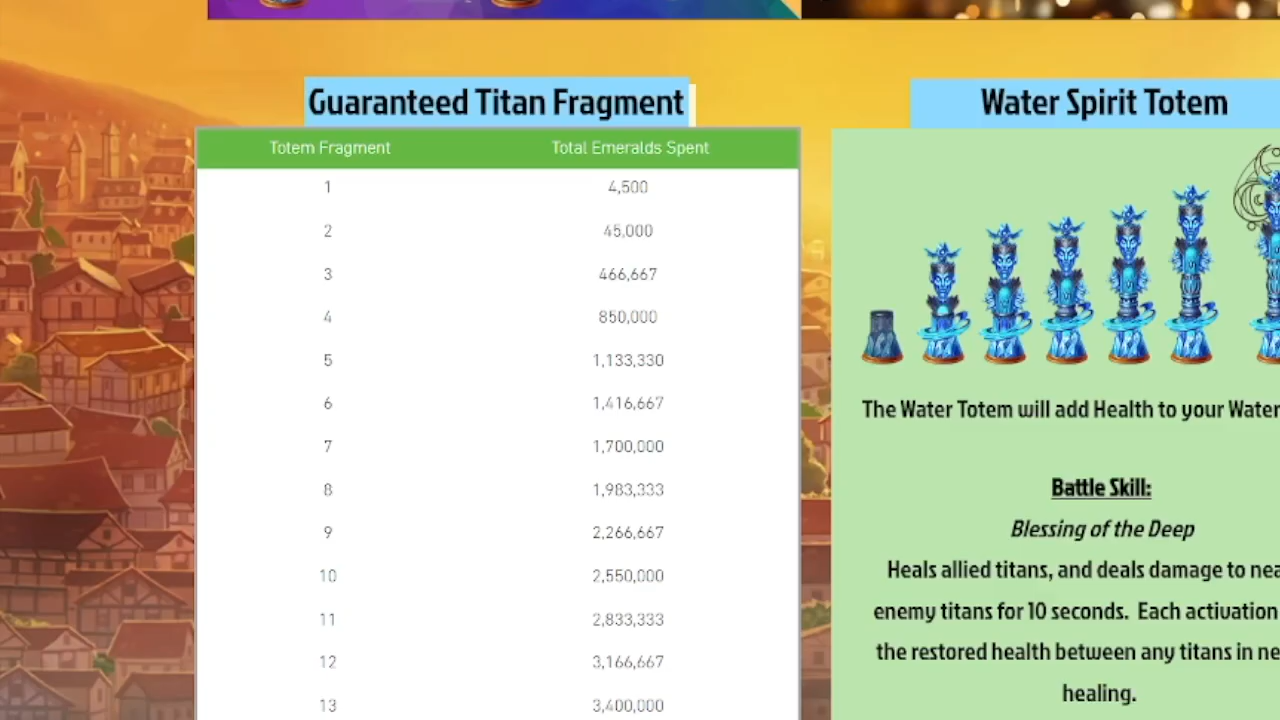 Guaranteed Titan Fragment
Totem Fragment Total Emeralds Spent
1 4,500
2 45,000
3 466,667
4 850,000
5 1,133,330
6 1,416,667
7 1,700,000
8 1,983,333
9 2,266,667
10 2,550,000
11 2,833,333
12 3,166,667
13 3,400,000
Water Spirit Totem
The Water Totem will add Health to your Water
Battle Skill:
Blessing of the Deep
Heals allied titans, and deals damage to
enemy titans for 10 seconds. Each activation
the restored health between any titans in
healing.